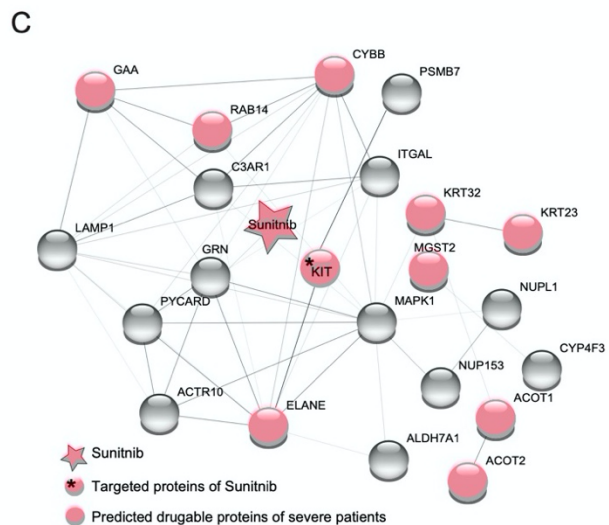 C
CYBB
PSMB7
GAA
RAB14
C3AR1
ITGAL
KRT32
KRT23
Sunitnib
LAMP1
GRN
MGST2
*KIT
PYCARD
MAPK1
NUPL1
CYP4F3
NUP153
ACTR10
ELANE
ACOT1
ALDH7A1
ACOT2
Sunitnib
* Targeted proteins of Sunitnib
Predicted drugable proteins of severe patients